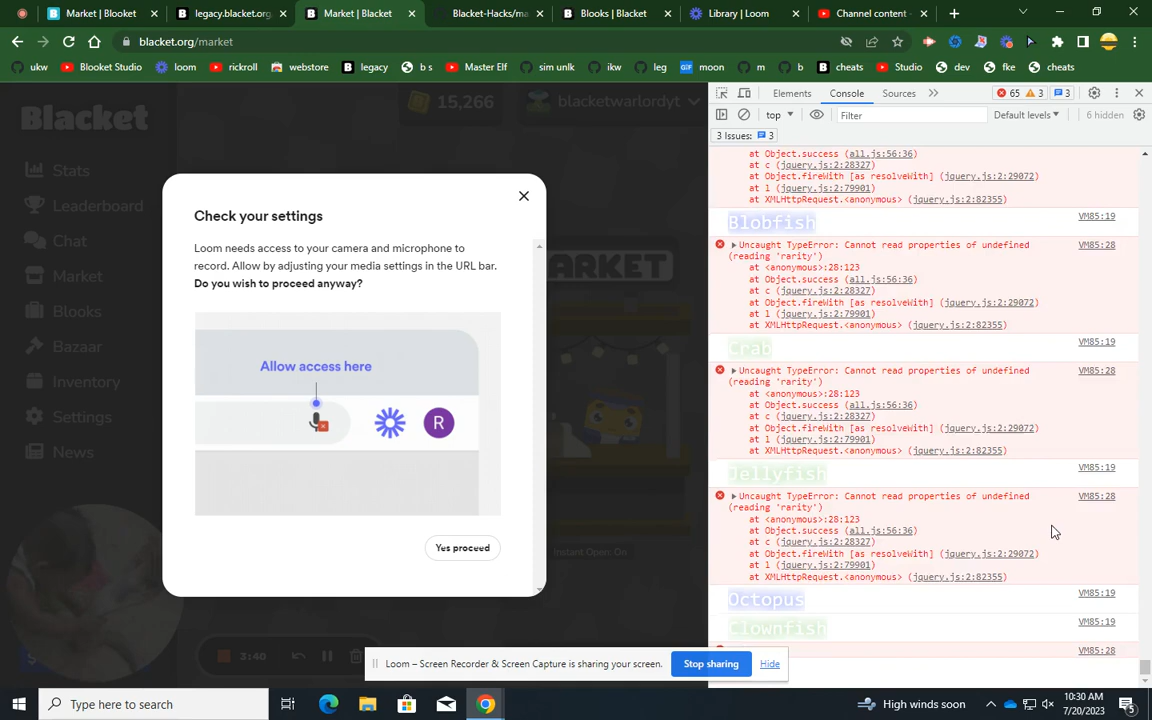 Market | Blooket
legacy.blacket.org
Market | Blacket
Blacket-Hacks/ma
Blooks | Blacket
Library | Loom
Channel content -
blacket.org/market
ukw
Blooket Studio
loom
rickroll
webstore
legacy
b s
Master Elf
sim unlk
ikw
leg
moon
m
b
cheats
Studio
dev
fke
cheats
Blacket
15,266
blacketwarlordyt
Stats
Leaderboard
Chat
Market
Blooks
Bazaar
Inventory
Settings
News
MARKET
Instant Open: On
Check your settings
Loom needs access to your camera and microphone to
record. Allow by adjusting your media settings in the URL bar.
Do you wish to proceed anyway?
Allow access here
R
Yes proceed
3:40
Loom – Screen Recorder & Screen Capture is sharing your screen.
Stop sharing
Hide
Elements
Console
Sources
65
3
3
top
Filter
Default levels
6 hidden
3 Issues:
3
at Object.success (all.js:56:36)
at c (jquery.js:2:28327)
at Object.fireWith [as resolveWith] (jquery.js:2:29072)
at l (jquery.js:2:79901)
at XMLHttpRequest.<anonymous> (jquery.js:2:82355)
Blobfish
VM85:19
Uncaught TypeError: Cannot read properties of undefined
VM85:28
(reading 'rarity')
at <anonymous>:28:123
at Object.success (all.js:56:36)
at c (jquery.js:2:28327)
at Object.fireWith [as resolveWith] (jquery.js:2:29072)
at l (jquery.js:2:79901)
at XMLHttpRequest.<anonymous> (jquery.js:2:82355)
Crab
VM85:19
Uncaught TypeError: Cannot read properties of undefined
VM85:28
(reading 'rarity')
at <anonymous>:28:123
at Object.success (all.js:56:36)
at c (jquery.js:2:28327)
at Object.fireWith [as resolveWith] (jquery.js:2:29072)
at l (jquery.js:2:79901)
at XMLHttpRequest.<anonymous> (jquery.js:2:82355)
Jellyfish
VM85:19
Uncaught TypeError: Cannot read properties of undefined
VM85:28
(reading 'rarity')
at <anonymous>:28:123
at Object.success (all.js:56:36)
at c (jquery.js:2:28327)
at Object.fireWith [as resolveWith] (jquery.js:2:29072)
at l (jquery.js:2:79901)
at XMLHttpRequest.<anonymous> (jquery.js:2:82355)
Octopus
VM85:19
Clownfish
VM85:19
VM85:28
Type here to search
High winds soon
10:30 AM
7/20/2023
5